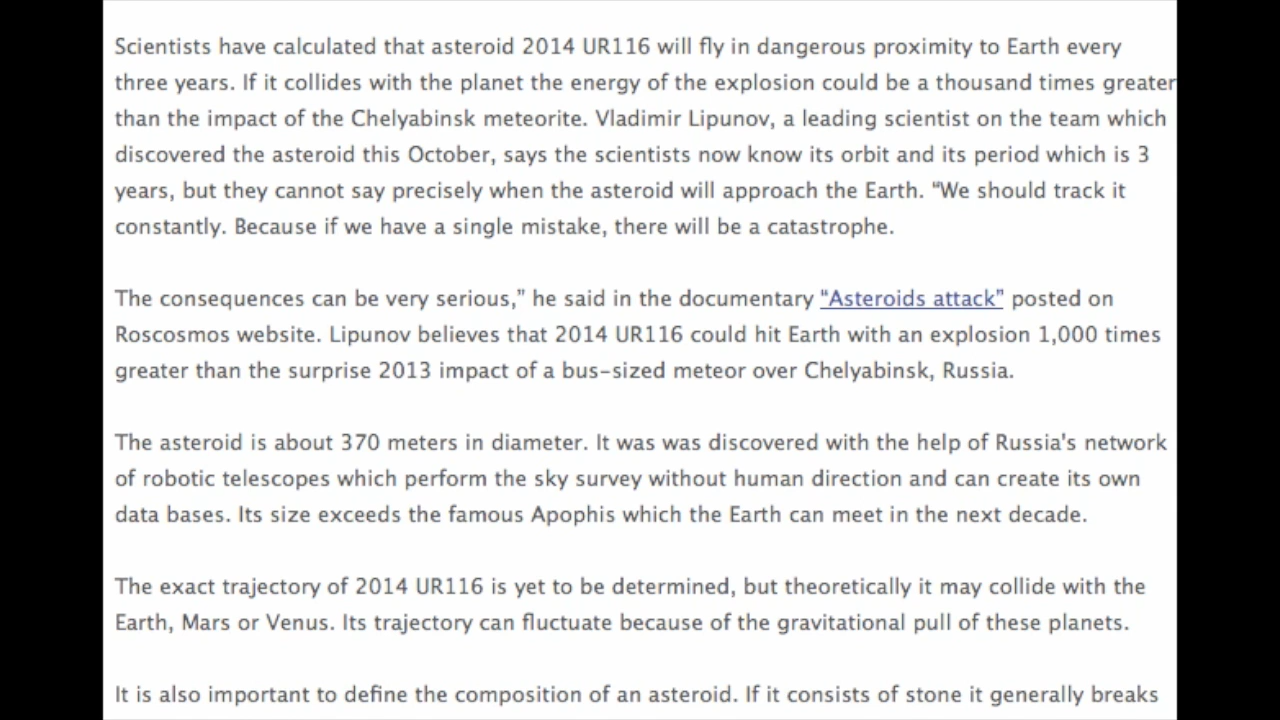 Scientists have calculated that asteroid 2014 UR116 will fly in dangerous proximity to Earth every
three years. If it collides with the planet the energy of the explosion could be a thousand times greater
than the impact of the Chelyabinsk meteorite. Vladimir Lipunov, a leading scientist on the team which
discovered the asteroid this October, says the scientists now know its orbit and its period which is 3
years, but they cannot say precisely when the asteroid will approach the Earth. “We should track it
constantly. Because if we have a single mistake, there will be a catastrophe.
The consequences can be very serious,” he said in the documentary “Asteroids attack” posted on
Roscosmos website. Lipunov believes that 2014 UR116 could hit Earth with an explosion 1,000 times
greater than the surprise 2013 impact of a bus-sized meteor over Chelyabinsk, Russia.
The asteroid is about 370 meters in diameter. It was was discovered with the help of Russia's network
of robotic telescopes which perform the sky survey without human direction and can create its own
data bases. Its size exceeds the famous Apophis which the Earth can meet in the next decade.
The exact trajectory of 2014 UR116 is yet to be determined, but theoretically it may collide with the
Earth, Mars or Venus. Its trajectory can fluctuate because of the gravitational pull of these planets.
It is also important to define the composition of an asteroid. If it consists of stone it generally breaks